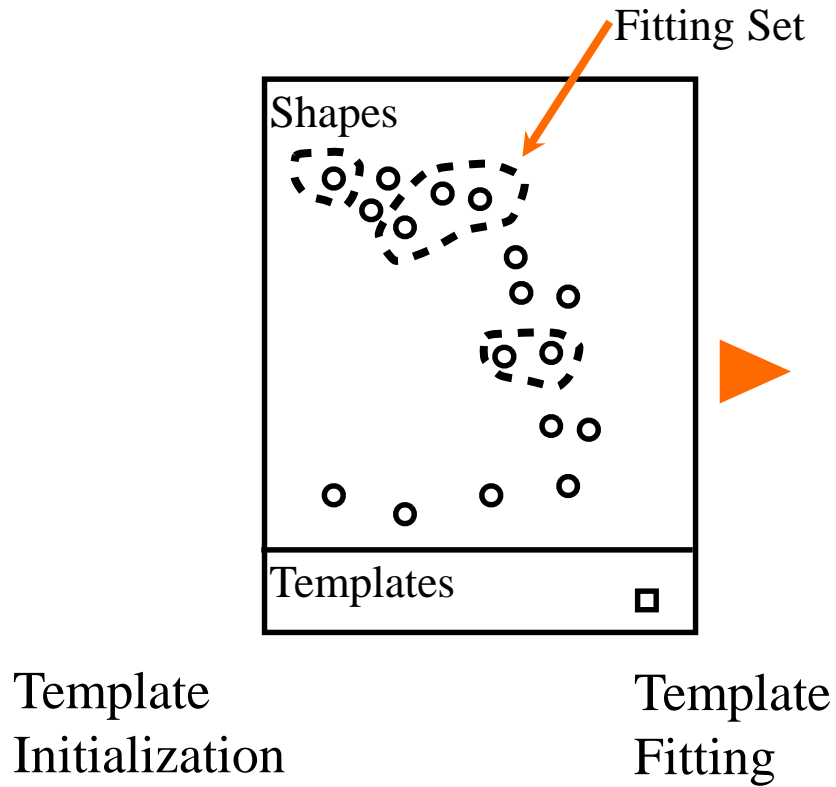 Fitting Set
Shapes
Templates
Template
Initialization
Template
Fitting